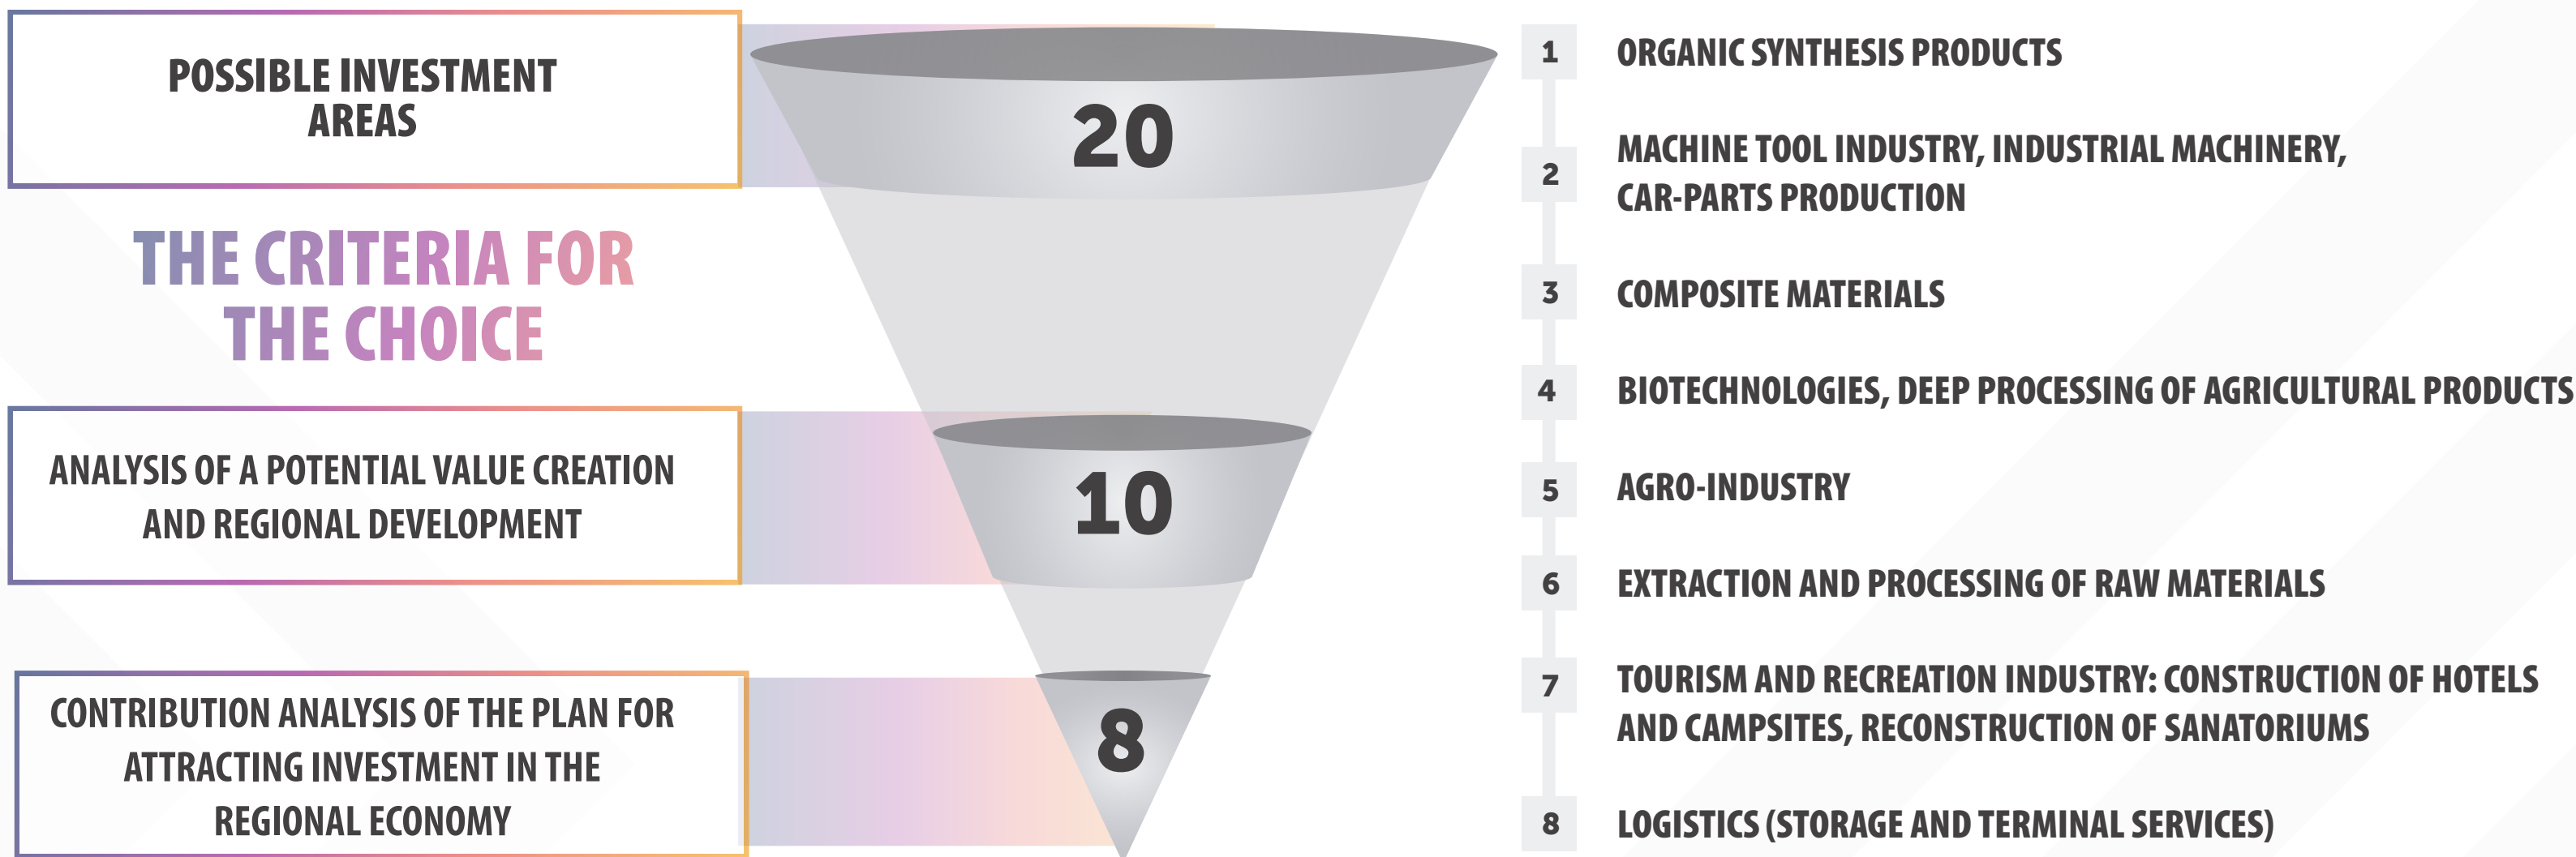 POSSIBLE INVESTMENT
AREAS
20
THE CRITERIA FOR
THE CHOICE
ANALYSIS OF A POTENTIAL VALUE CREATION
AND REGIONAL DEVELOPMENT
10
CONTRIBUTION ANALYSIS OF THE PLAN FOR
ATTRACTING INVESTMENT IN THE
REGIONAL ECONOMY
8
1 ORGANIC SYNTHESIS PRODUCTS
2 MACHINE TOOL INDUSTRY, INDUSTRIAL MACHINERY,
CAR-PARTS PRODUCTION
3 COMPOSITE MATERIALS
4 BIOTECHNOLOGIES, DEEP PROCESSING OF AGRICULTURAL PRODUCTS
5 AGRO-INDUSTRY
6 EXTRACTION AND PROCESSING OF RAW MATERIALS
7 TOURISM AND RECREATION INDUSTRY: CONSTRUCTION OF HOTELS
AND CAMPSITES, RECONSTRUCTION OF SANATORIUMS
8 LOGISTICS (STORAGE AND TERMINAL SERVICES)